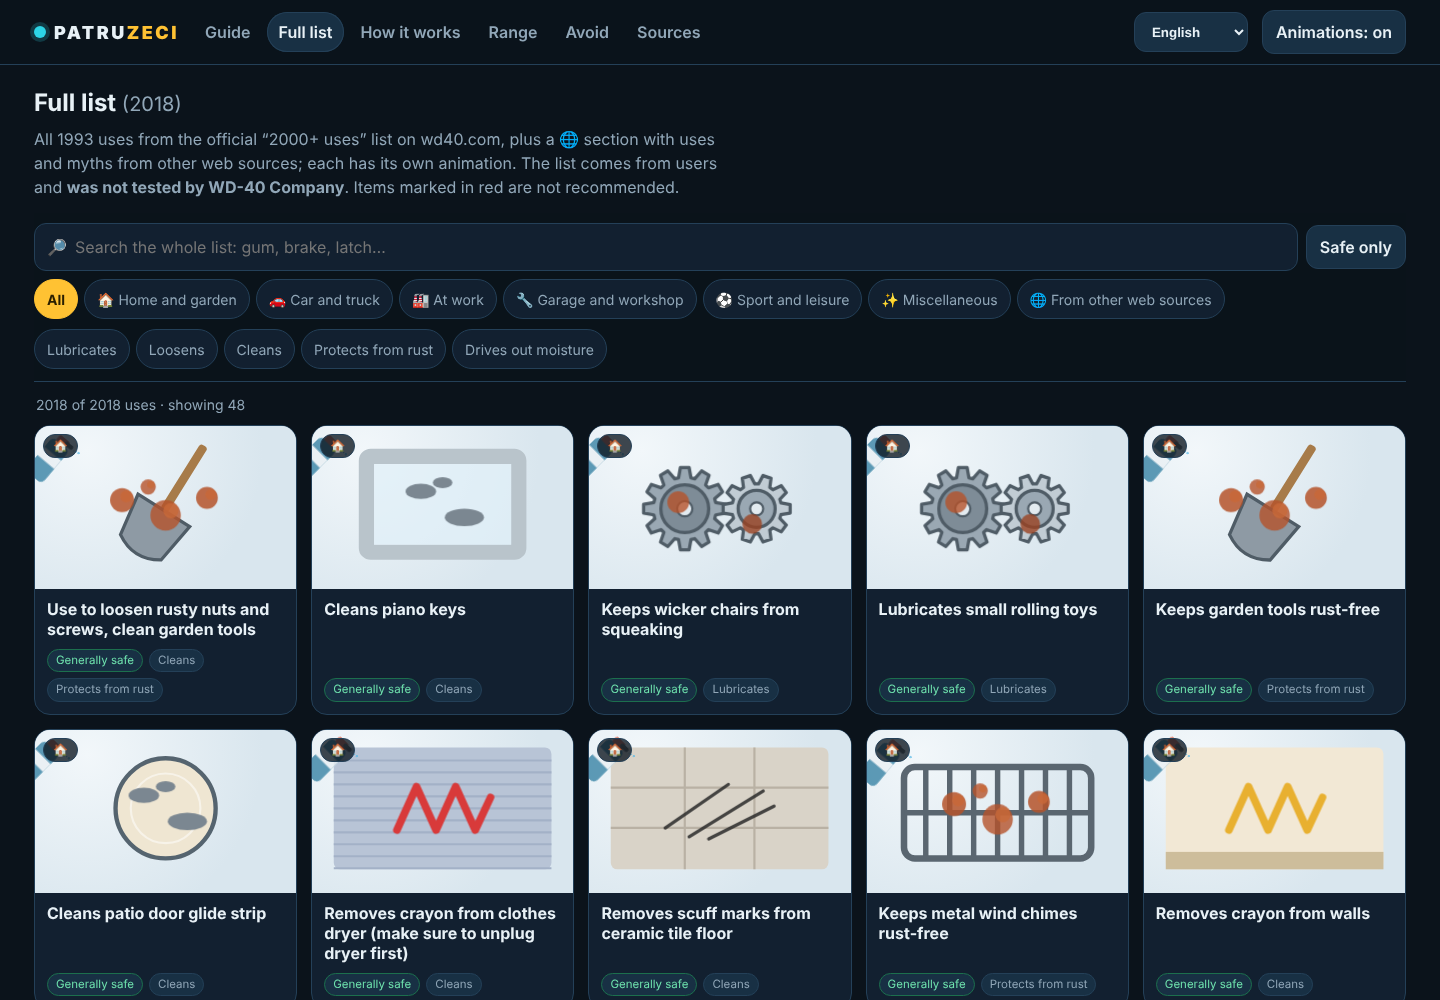 PATRUZECI
Guide
Full list
How it works
Range
Avoid
Sources
English
Animations: on
Full list (2018)
All 1993 uses from the official “2000+ uses” list on wd40.com, plus a 🌐 section with uses
and myths from other web sources; each has its own animation. The list comes from users
and was not tested by WD-40 Company. Items marked in red are not recommended.
🔎 Search the whole list: gum, brake, latch...
Safe only
All
🏠 Home and garden
🚗 Car and truck
🏭 At work
🔧 Garage and workshop
⚽ Sport and leisure
✨ Miscellaneous
🌐 From other web sources
Lubricates
Loosens
Cleans
Protects from rust
Drives out moisture
2018 of 2018 uses · showing 48
Use to loosen rusty nuts and
screws, clean garden tools
Generally safe
Cleans
Protects from rust
Cleans piano keys
Generally safe
Cleans
Keeps wicker chairs from
squeaking
Generally safe
Lubricates
Lubricates small rolling toys
Generally safe
Lubricates
Keeps garden tools rust-free
Generally safe
Protects from rust
Cleans patio door glide strip
Generally safe
Cleans
Removes crayon from clothes
dryer (make sure to unplug
dryer first)
Generally safe
Cleans
Removes scuff marks from
ceramic tile floor
Generally safe
Cleans
Keeps metal wind chimes
rust-free
Generally safe
Protects from rust
Removes crayon from walls
Generally safe
Cleans